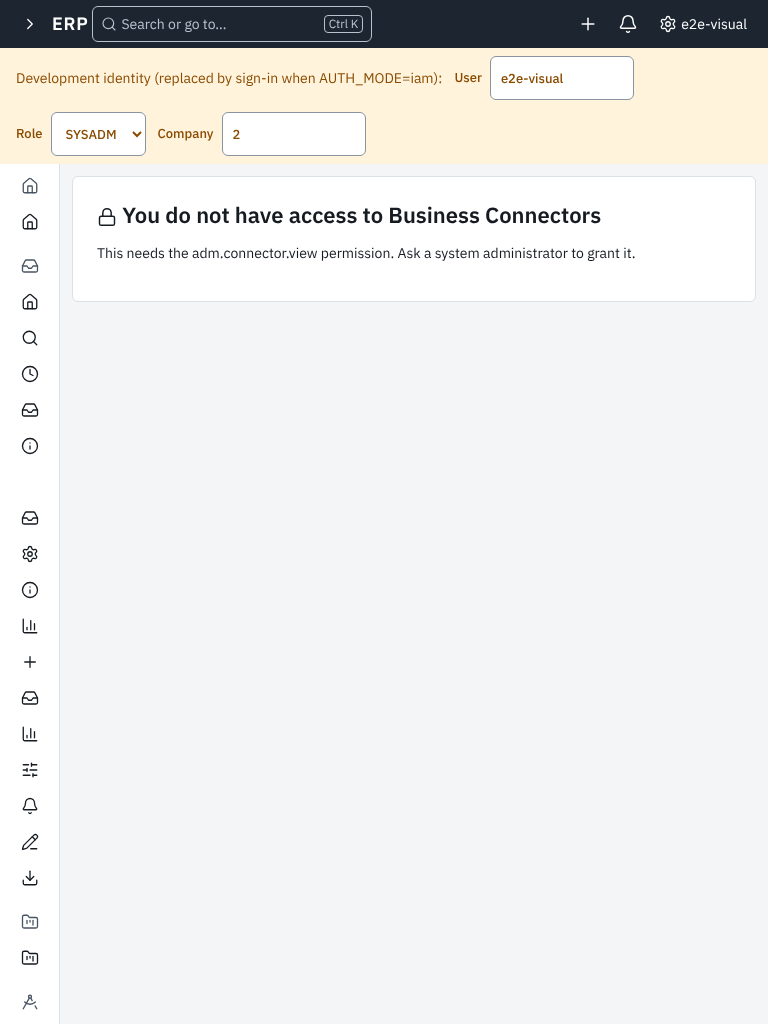 ERP
Search or go to...
Ctrl K
e2e-visual
Development identity (replaced by sign-in when AUTH_MODE=iam):
User
e2e-visual
Role
SYSADM
Company
2
You do not have access to Business Connectors
This needs the adm.connector.view permission. Ask a system administrator to grant it.